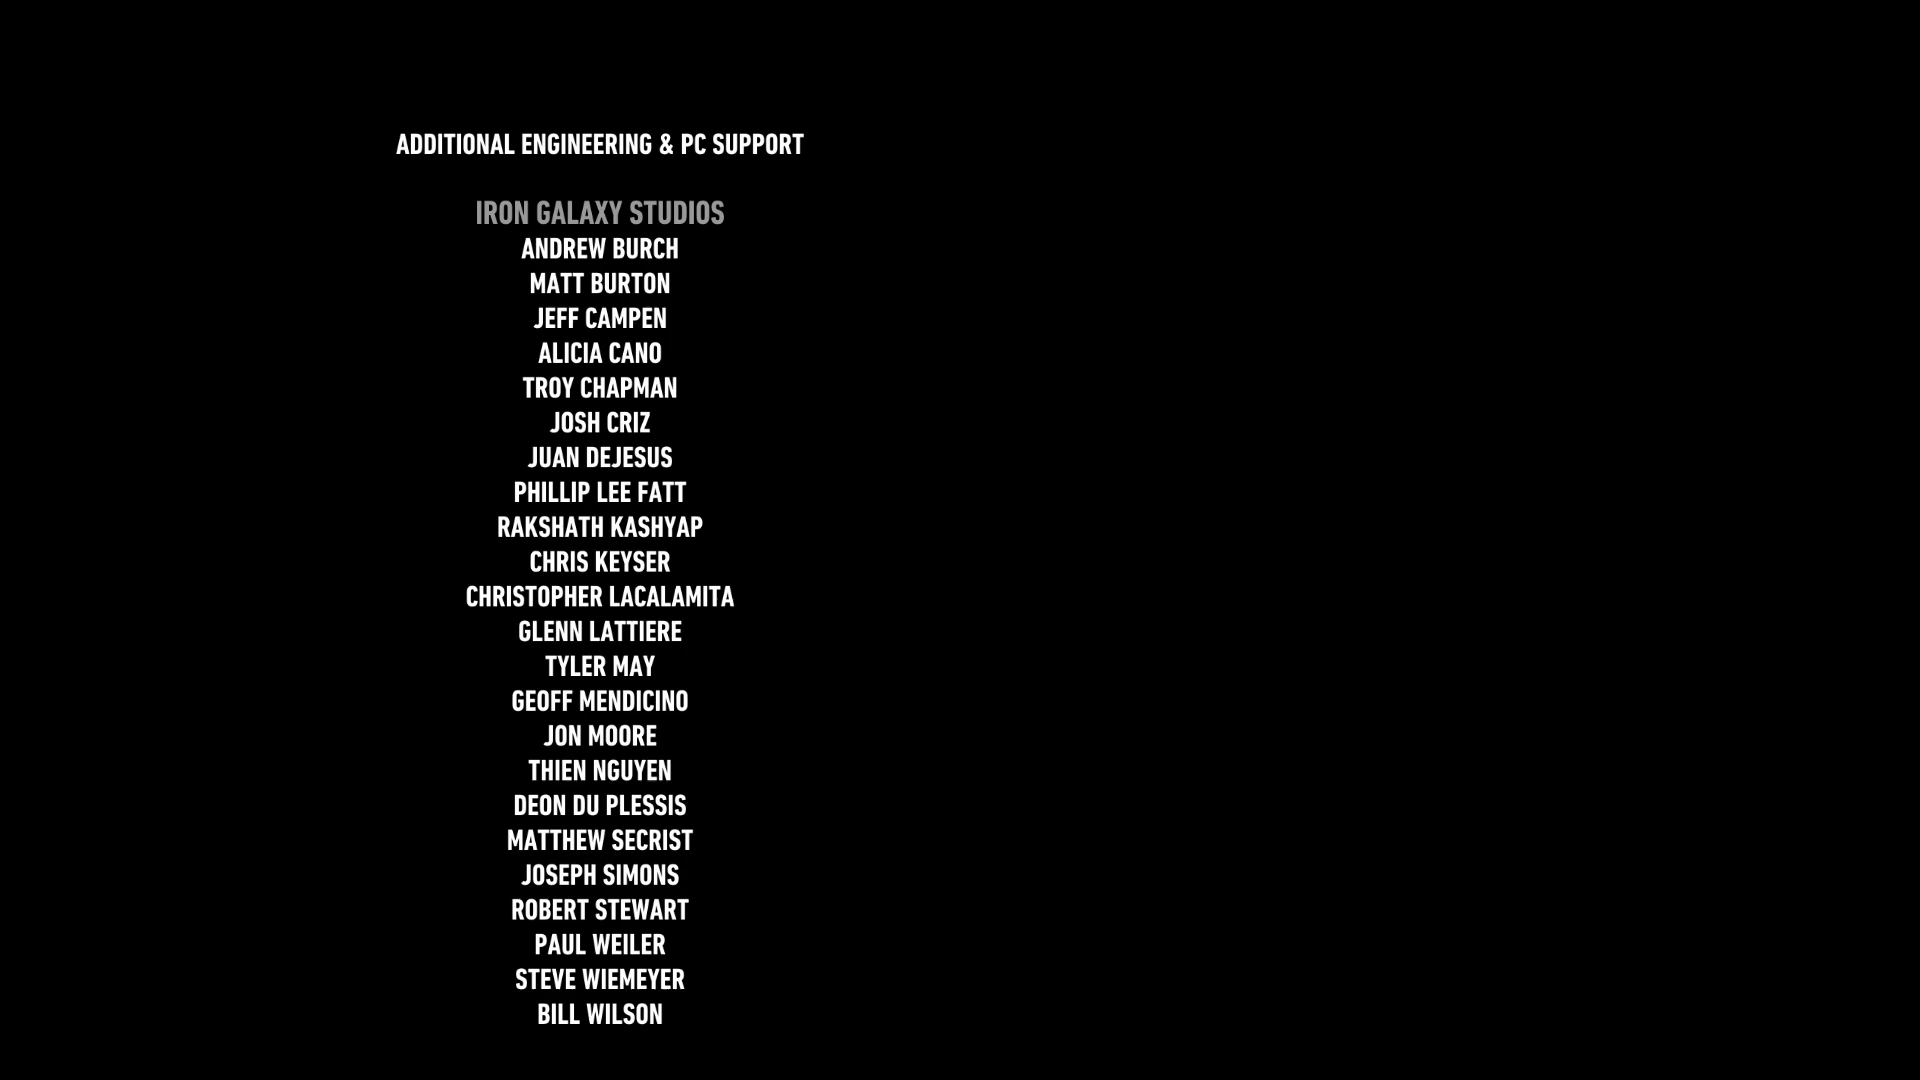 ADDITIONAL ENGINEERING & PC SUPPORT
IRON GALAXY STUDIOS
ANDREW BURCH
MATT BURTON
JEFF CAMPEN
ALICIA CANO
TROY CHAPMAN
JOSH CRIZ
JUAN DEJESUS
PHILLIP LEE FATT
RAKSHATH KASHYAP
CHRIS KEYSER
CHRISTOPHER LACALAMITA
GLENN LATTIERE
TYLER MAY
GEOFF MENDICINO
JON MOORE
THIEN NGUYEN
DEON DU PLESSIS
MATTHEW SECRIST
JOSEPH SIMONS
ROBERT STEWART
PAUL WEILER
STEVE WIEMEYER
BILL WILSON